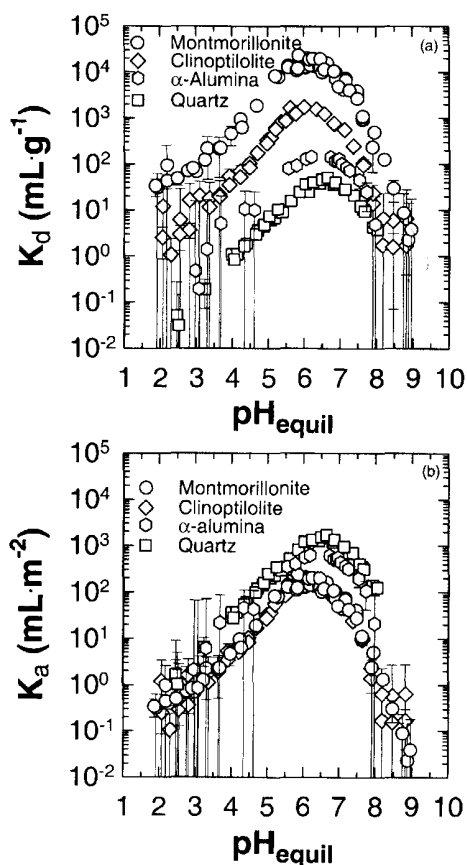 10^5
(a)
Montmorillonite
10^4
Clinoptilolite
α-Alumina
10^3
Quartz
10^2
10^1
10^0
10^-1
10^-2
K_d (mL·g^-1)
1 2 3 4 5 6 7 8 9 10
pH_equil
10^5
(b)
Montmorillonite
10^4
Clinoptilolite
α-alumina
10^3
Quartz
10^2
10^1
10^0
10^-1
10^-2
K_a (mL·m^-2)
1 2 3 4 5 6 7 8 9 10
pH_equil